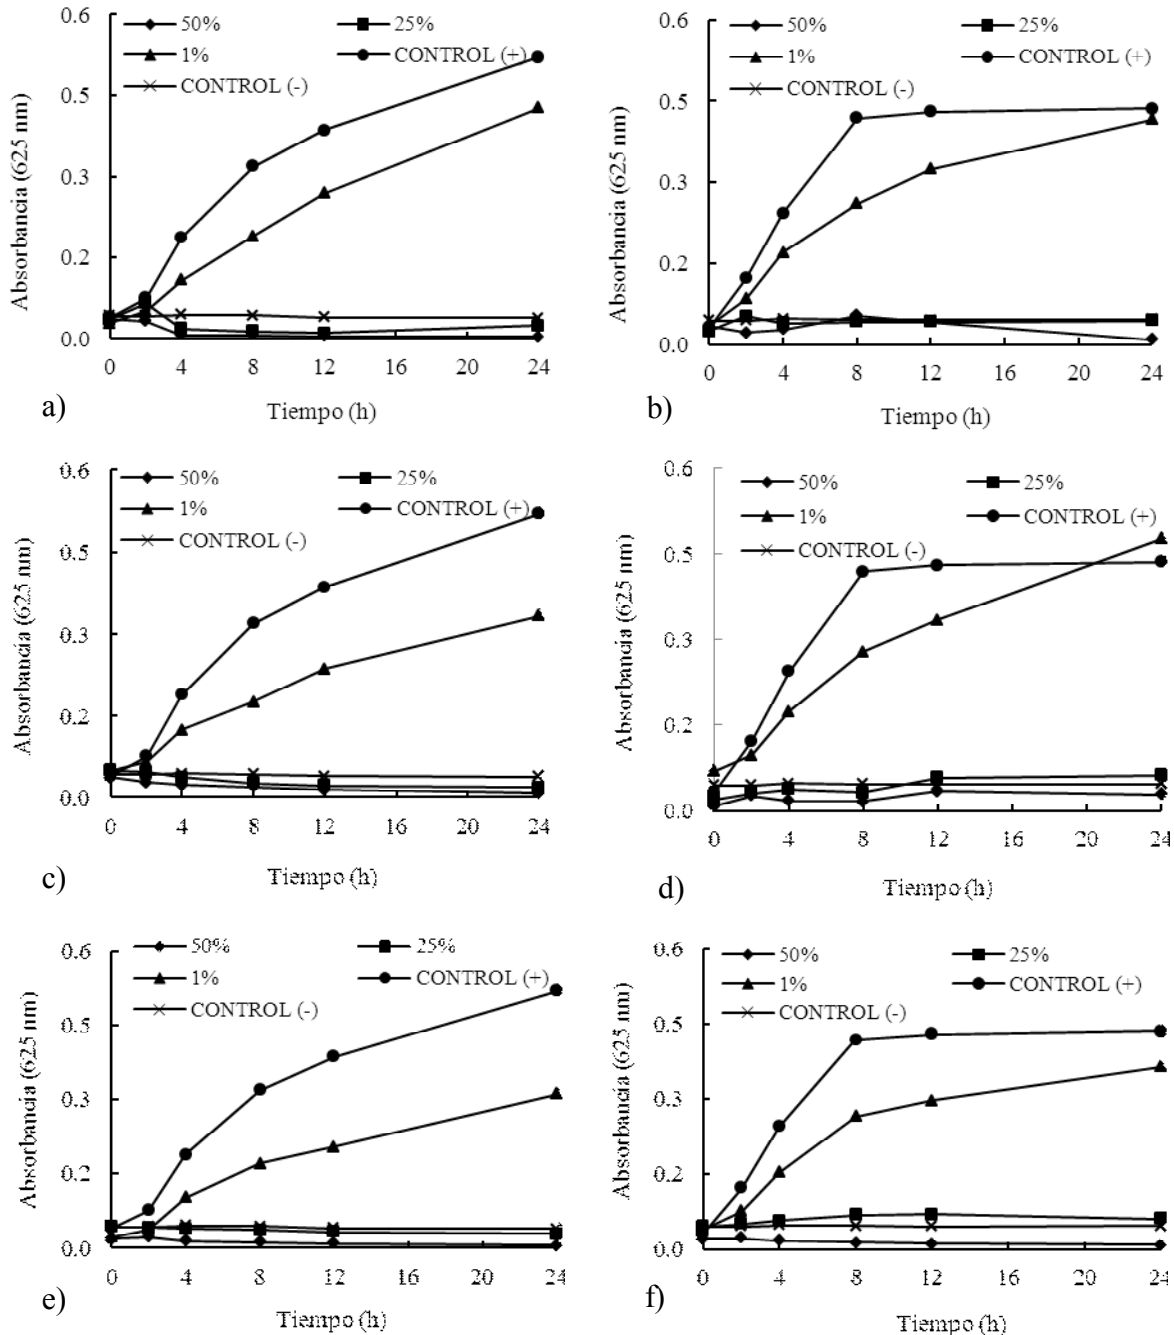 0.6
0.5
0.3
0.2
0.0
Absorbancia (625 nm)
50%
25%
1%
CONTROL (+)
CONTROL (-)
0 4 8 12 16 20 24
Tiempo (h)
a)
0.6
0.5
0.3
0.2
0.0
Absorbancia (625 nm)
50%
25%
1%
CONTROL (+)
CONTROL (-)
0 4 8 12 16 20 24
Tiempo (h)
b)
0.6
0.5
0.3
0.2
0.0
Absorbancia (625 nm)
50%
25%
1%
CONTROL (+)
CONTROL (-)
0 4 8 12 16 20 24
Tiempo (h)
c)
0.6
0.5
0.3
0.2
0.0
Absorbancia (625 nm)
50%
25%
1%
CONTROL (+)
CONTROL (-)
0 4 8 12 16 20 24
Tiempo (h)
d)
0.6
0.5
0.3
0.2
0.0
Absorbancia (625 nm)
50%
25%
1%
CONTROL (+)
CONTROL (-)
0 4 8 12 16 20 24
Tiempo (h)
e)
0.6
0.5
0.3
0.2
0.0
Absorbancia (625 nm)
50%
25%
1%
CONTROL (+)
CONTROL (-)
0 4 8 12 16 20 24
Tiempo (h)
f)